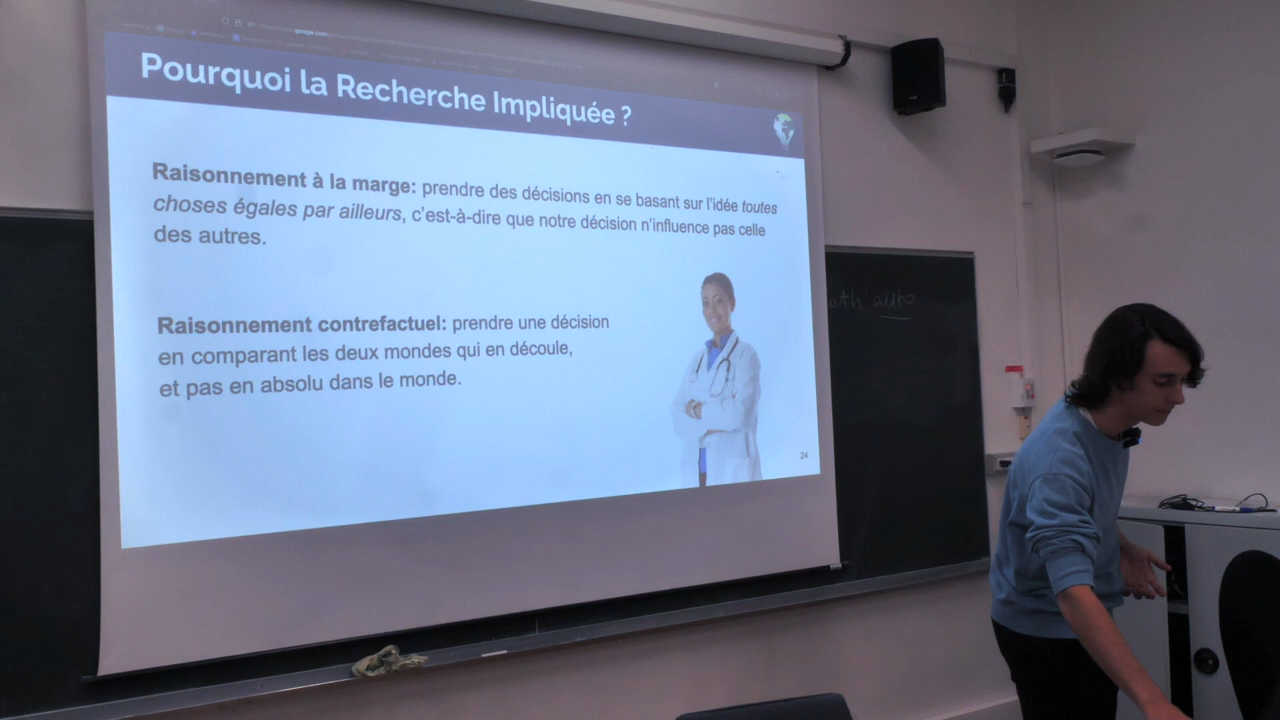 google.com
Pourquoi la Recherche Impliquée ?
Raisonnement à la marge: prendre des décisions en se basant sur l'idée toutes
choses égales par ailleurs, c'est-à-dire que notre décision n'influence pas celle
des autres.
Raisonnement contrefactuel: prendre une décision
en comparant les deux mondes qui en découle,
et pas en absolu dans le monde.
24